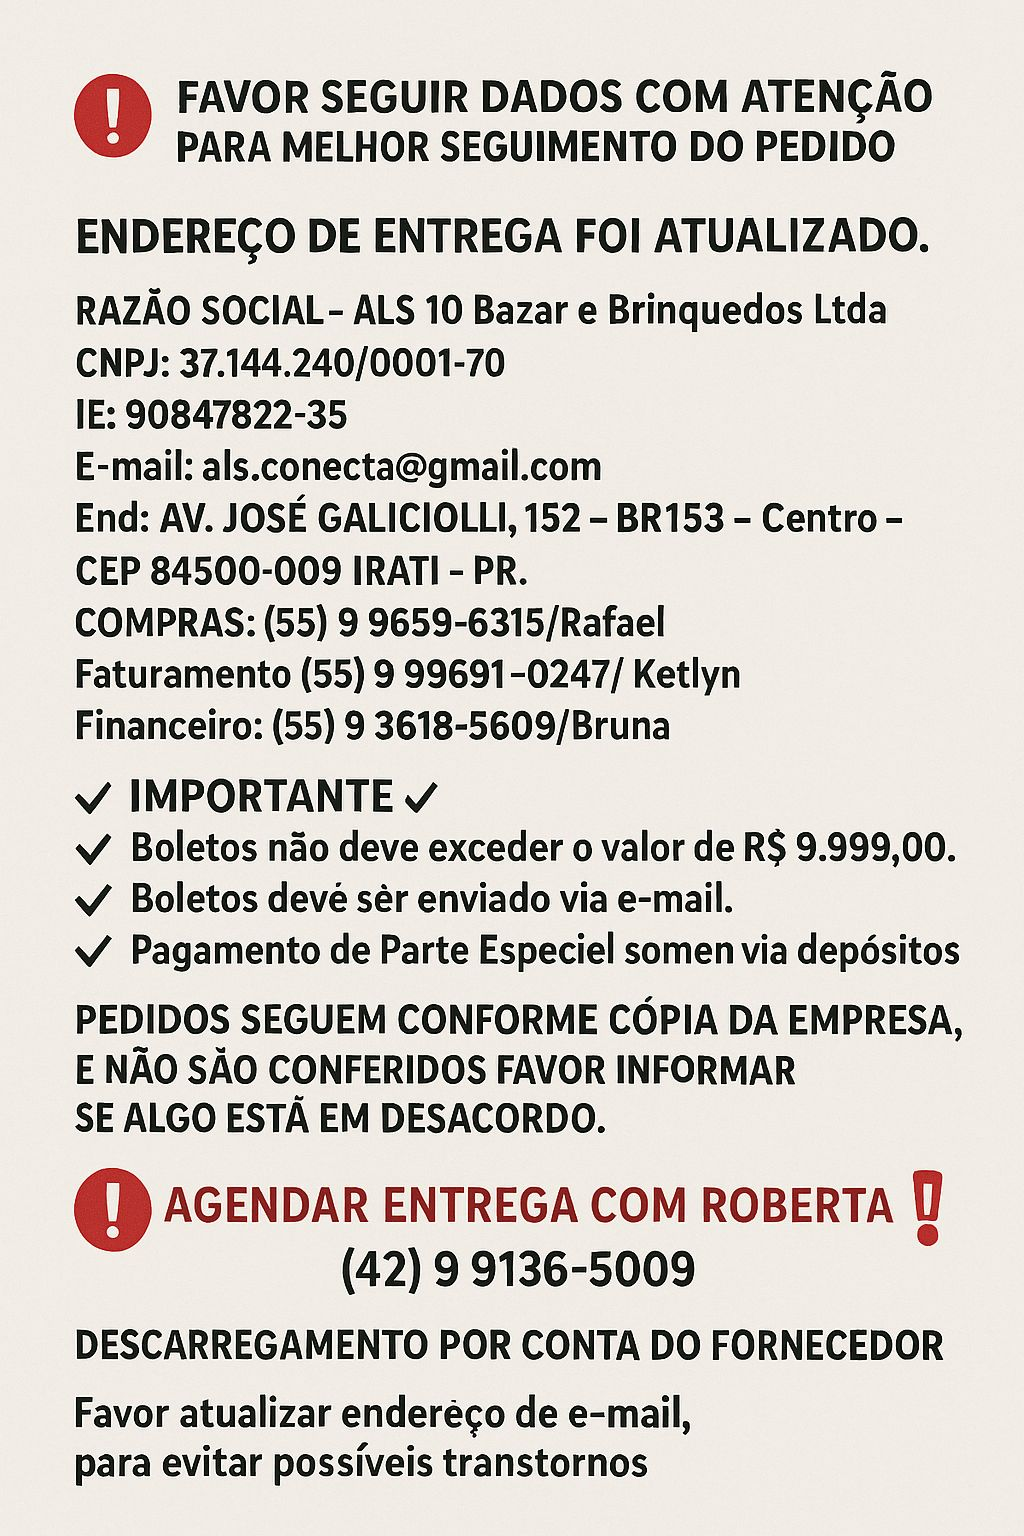 FAVOR SEGUIR DADOS COM ATENÇÃO
PARA MELHOR SEGUIMENTO DO PEDIDO
ENDEREÇO DE ENTREGA FOI ATUALIZADO.
RAZÃO SOCIAL- ALS 10 Bazar e Brinquedos Ltda
CNPJ: 37.144.240/0001-70
IE: 90847822-35
E-mail: als.conecta@gmail.com
End: AV. JOSÉ GALICIOLLI, 152 – BR153 – Centro –
CEP 84500-009 IRATI - PR.
COMPRAS: (55) 9 9659-6315/Rafael
Faturamento (55) 9 99691-0247/ Ketlyn
Financeiro: (55) 9 3618-5609/Bruna
✓ IMPORTANTE ✓
✓ Boletos não deve exceder o valor de R$ 9.999,00.
✓ Boletos devé sèr enviado via e-mail.
✓ Pagamento de Parte Especiel somen via depósitos
PEDIDOS SEGUEM CONFORME CÓPIA DA EMPRESA,
E NÃO SÃO CONFERIDOS FAVOR INFORMAR
SE ALGO ESTÃ EM DESACORDO.
AGENDAR ENTREGA COM ROBERTA !
(42) 9 9136-5009
DESCARREGAMENTO POR CONTA DO FORNECEDOR
Favor atualizar enderèço de e-mail,
para evitar possíveis transtornos